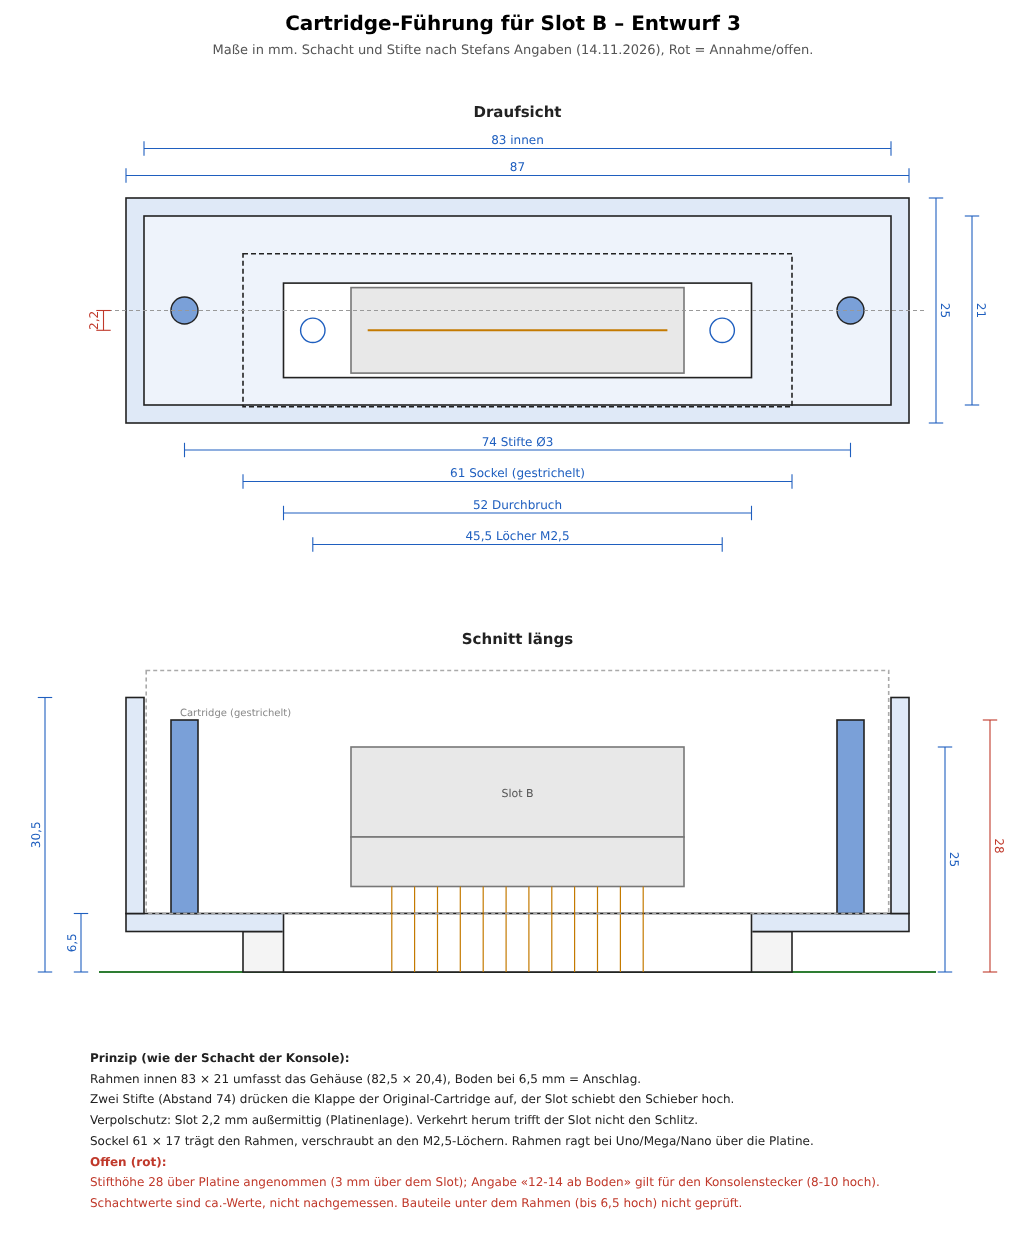 Cartridge-Führung für Slot B – Entwurf 3
Maße in mm. Schacht und Stifte nach Stefans Angaben (14.11.2026), Rot = Annahme/offen.
Draufsicht
83 innen
87
2,2
25
21
74 Stifte Ø3
61 Sockel (gestrichelt)
52 Durchbruch
45,5 Löcher M2,5
Schnitt längs
Cartridge (gestrichelt)
Slot B
30,5
6,5
25
28
Prinzip (wie der Schacht der Konsole):
Rahmen innen 83 × 21 umfasst das Gehäuse (82,5 × 20,4), Boden bei 6,5 mm = Anschlag.
Zwei Stifte (Abstand 74) drücken die Klappe der Original-Cartridge auf, der Slot schiebt den Schieber hoch.
Verpolschutz: Slot 2,2 mm außermittig (Platinenlage). Verkehrt herum trifft der Slot nicht den Schlitz.
Sockel 61 × 17 trägt den Rahmen, verschraubt an den M2,5-Löchern. Rahmen ragt bei Uno/Mega/Nano über die Platine.
Offen (rot):
Stifthöhe 28 über Platine angenommen (3 mm über dem Slot); Angabe «12-14 ab Boden» gilt für den Konsolenstecker (8-10 hoch).
Schachtwerte sind ca.-Werte, nicht nachgemessen. Bauteile unter dem Rahmen (bis 6,5 hoch) nicht geprüft.